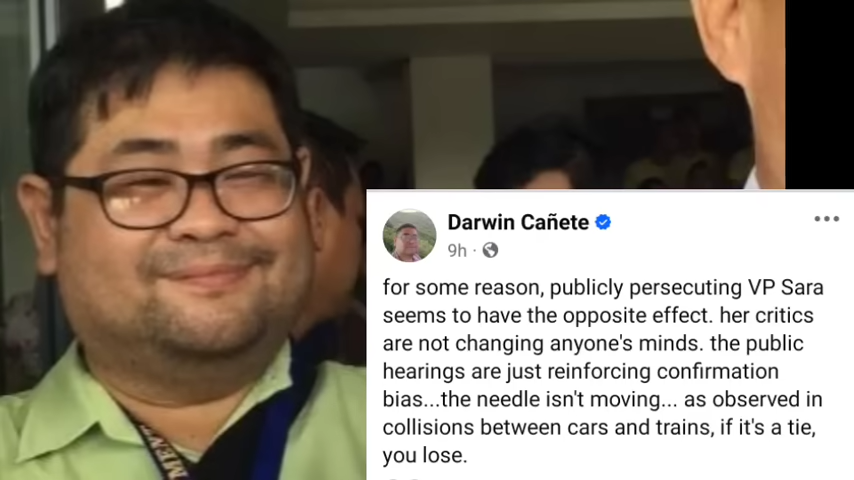 Darwin Cañete
9h ·
for some reason, publicly persecuting VP Sara
seems to have the opposite effect. her critics
are not changing anyone's minds. the public
hearings are just reinforcing confirmation
bias...the needle isn't moving... as observed in
collisions between cars and trains, if it's a tie,
you lose.
MENT